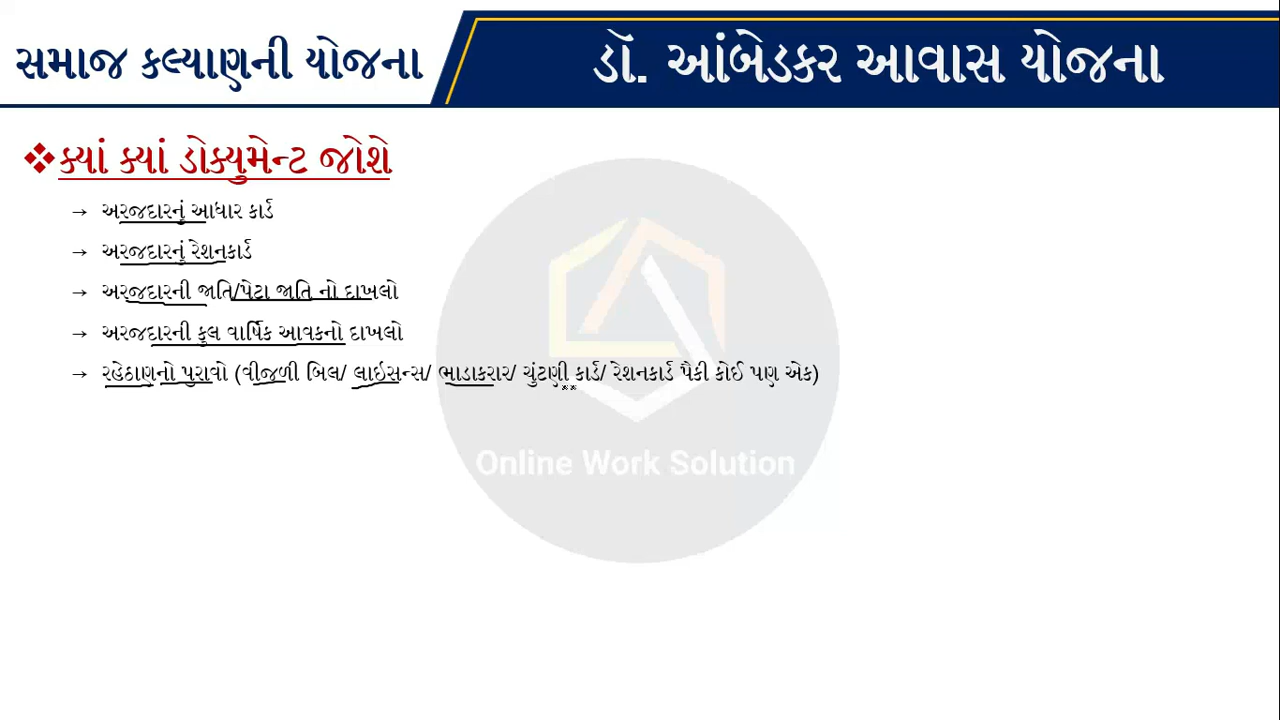 સમાજ કલ્યાણની યોજના
ડૉ. આંબેડકર આવાસ યોજના
ક્યાં ક્યાં ડોક્યુમેન્ટ જોશે
→ અરજદારનું આધાર કાર્ડ
→ અરજદારનું રેશનકાર્ડ
→ અરજદારની જાતિ/પેટા જાતિ નો દાખલો
→ અરજદારની કુલ વાર્ષિક આવકનો દાખલો
→ રહેઠાણનો પુરાવો (વીજળી બિલ/ લાઇસન્સ/ ભાડાકરાર/ ચુંટણી કાર્ડ/ રેશનકાર્ડ પૈકી કોઈ પણ એક)
Online Work Solution